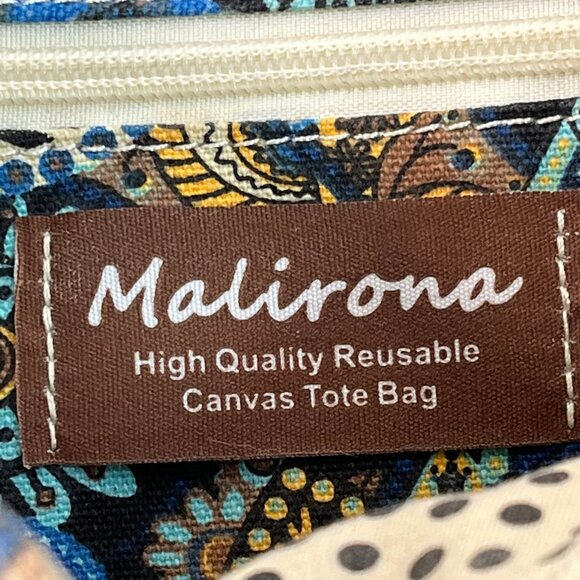 Malirona
High Quality Reusable
Canvas Tote Bag